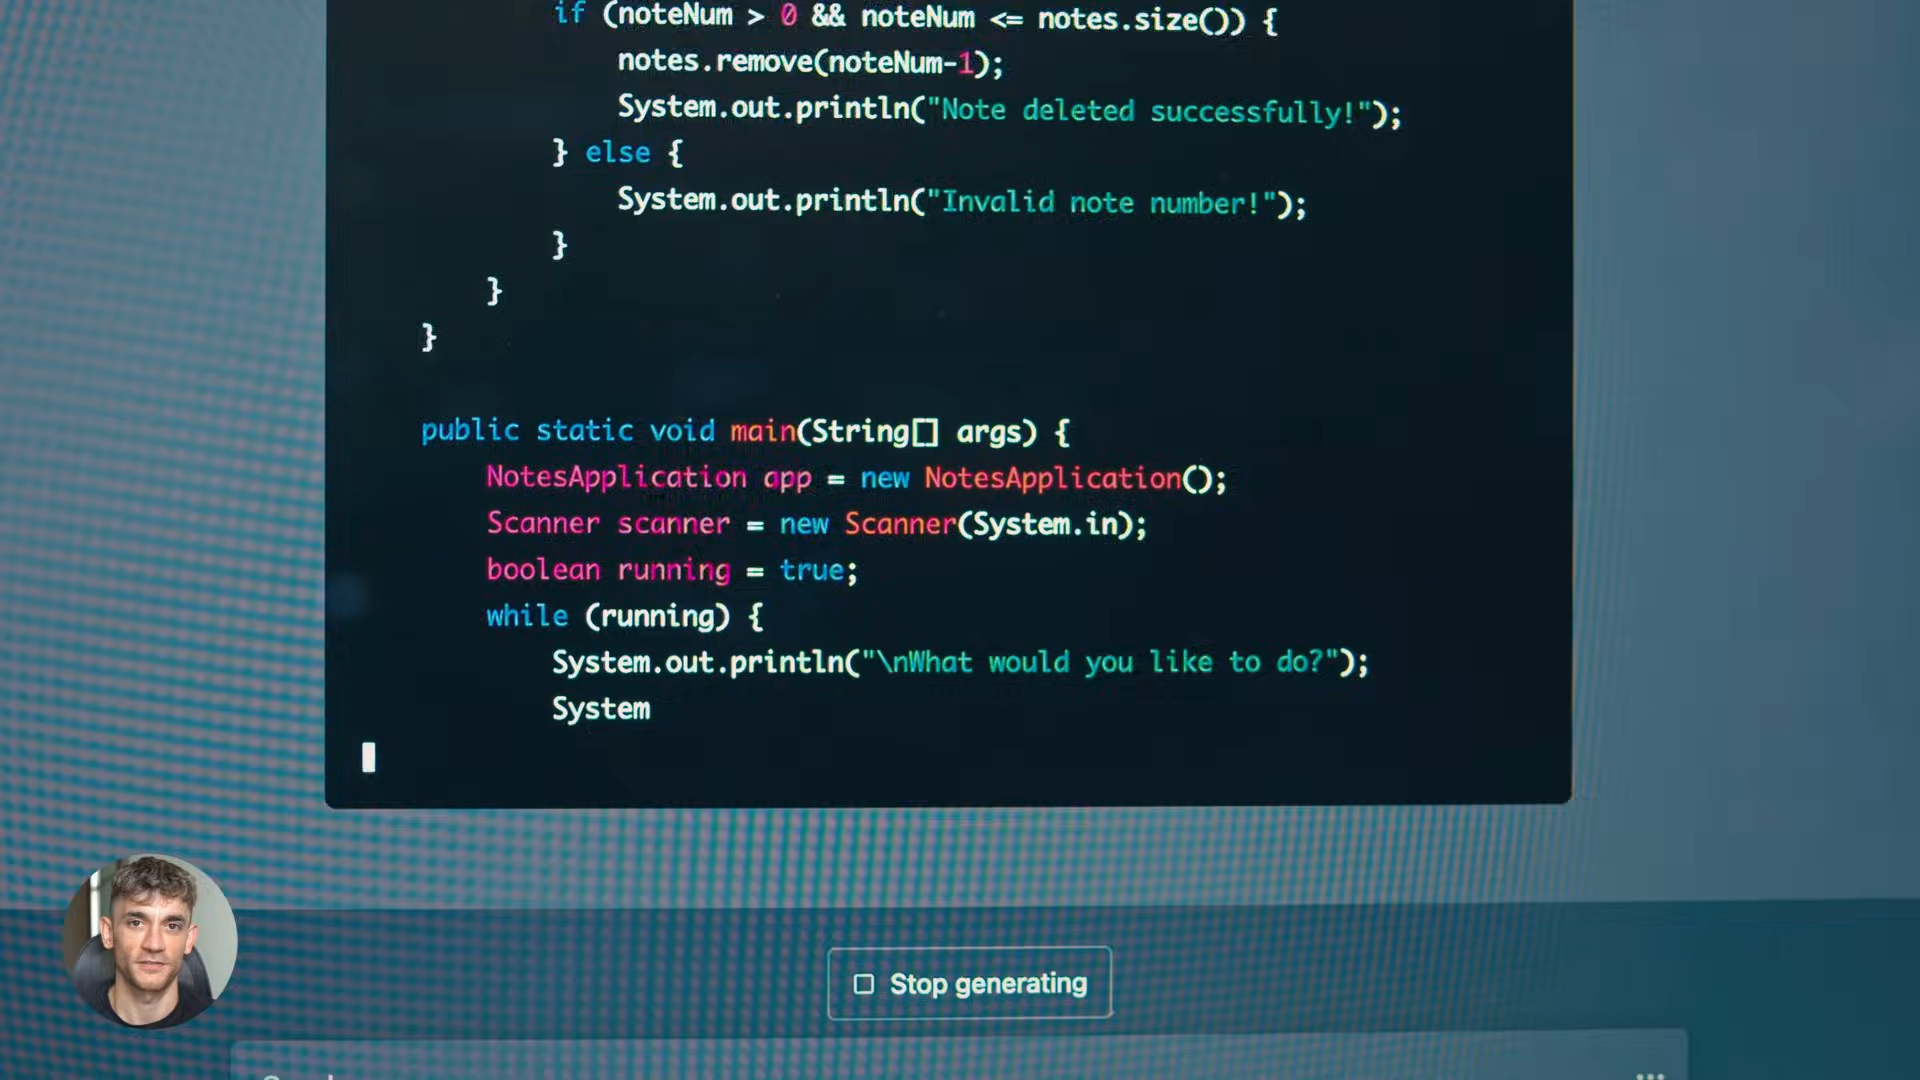 if (noteNum > 0 && noteNum <= notes.size()) {
notes.remove(noteNum-1);
System.out.println("Note deleted successfully!");
} else {
System.out.println("Invalid note number!");
}
}
}
public static void main(String[] args) {
NotesApplication app = new NotesApplication();
Scanner scanner = new Scanner(System.in);
boolean running = true;
while (running) {
System.out.println("\nWhat would you like to do?");
System
Stop generating